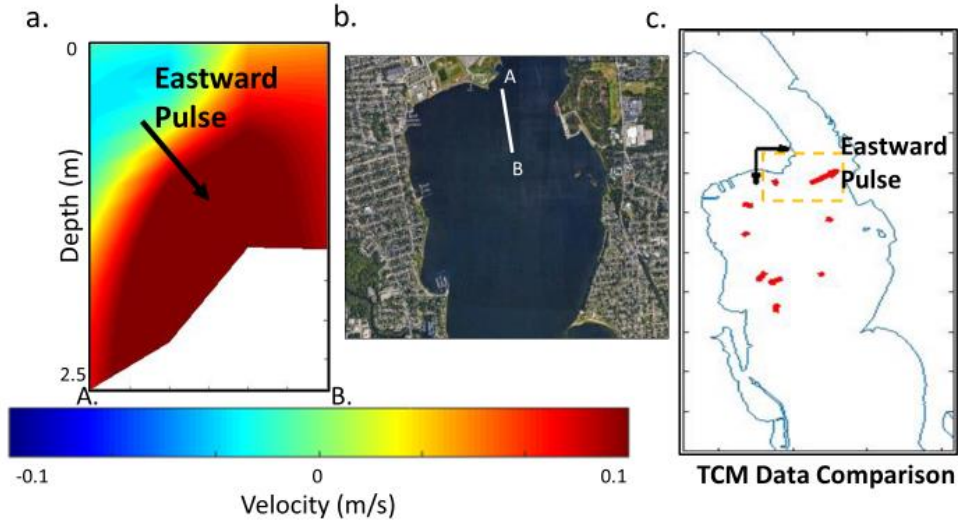 a.
b.
c.
0
Eastward
Pulse
Depth (m)
2.5
A.
B.
A
B
Eastward
Pulse
-0.1
0
0.1
Velocity (m/s)
TCM Data Comparison